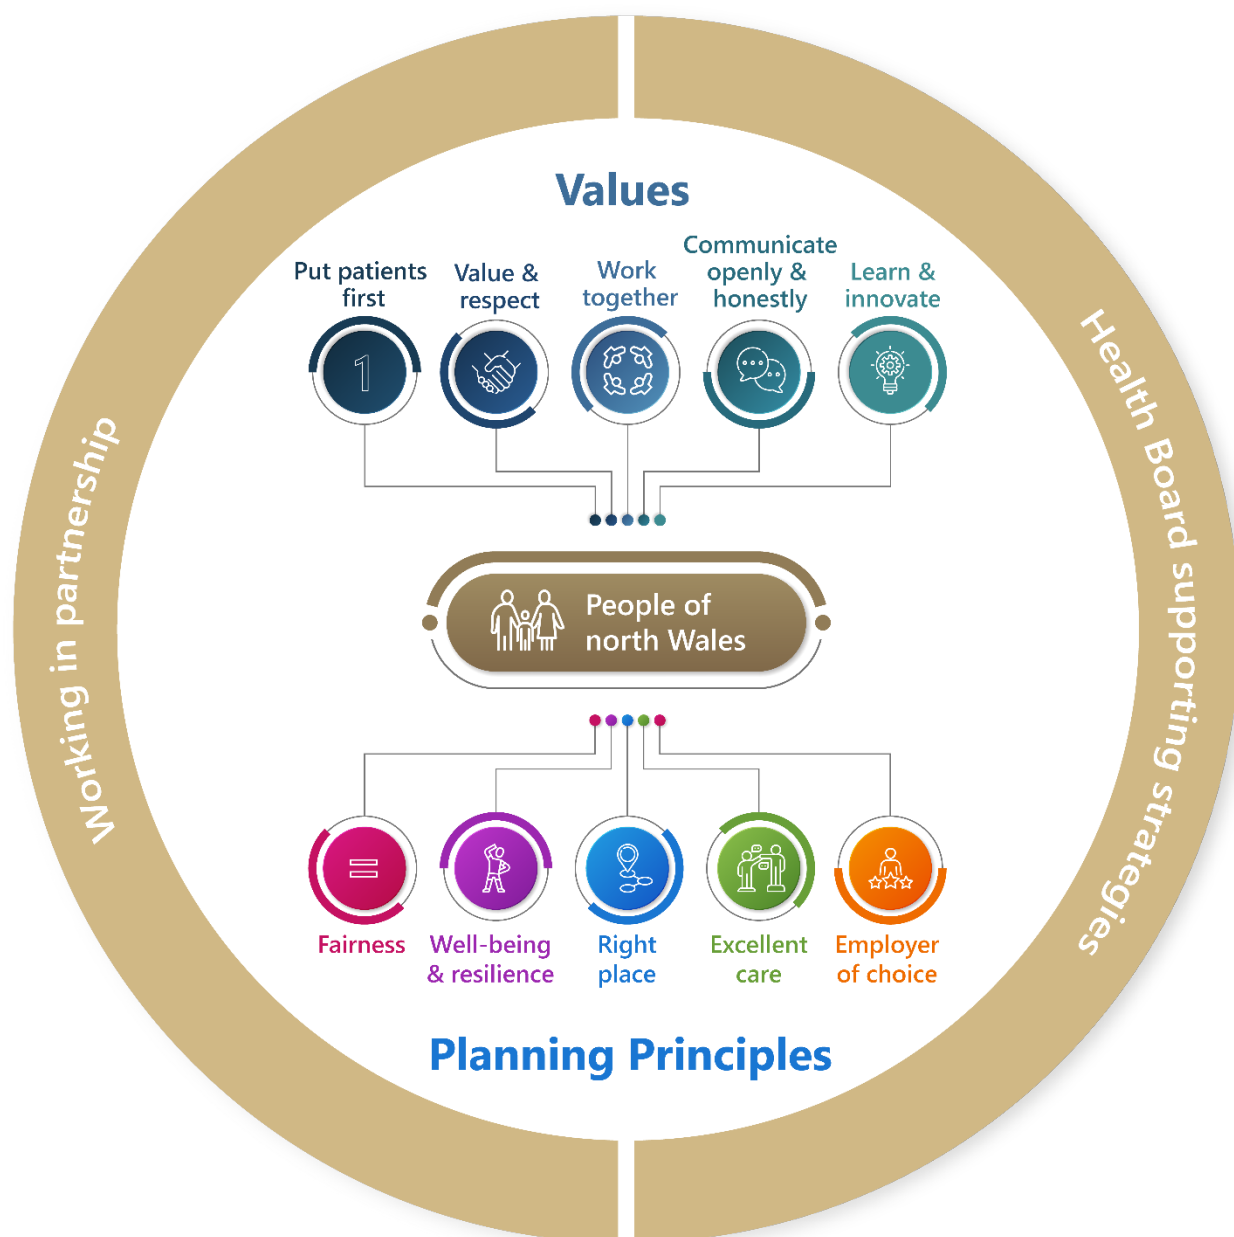 Values
Put patients
first
Value &
respect
Work
together
Communicate
openly &
honestly
Learn &
innovate
1
Working in partnership
Health Board supporting strategies
People of
north Wales
Fairness
Well-being
& resilience
Right
place
Excellent
care
Employer
of choice
Planning Principles